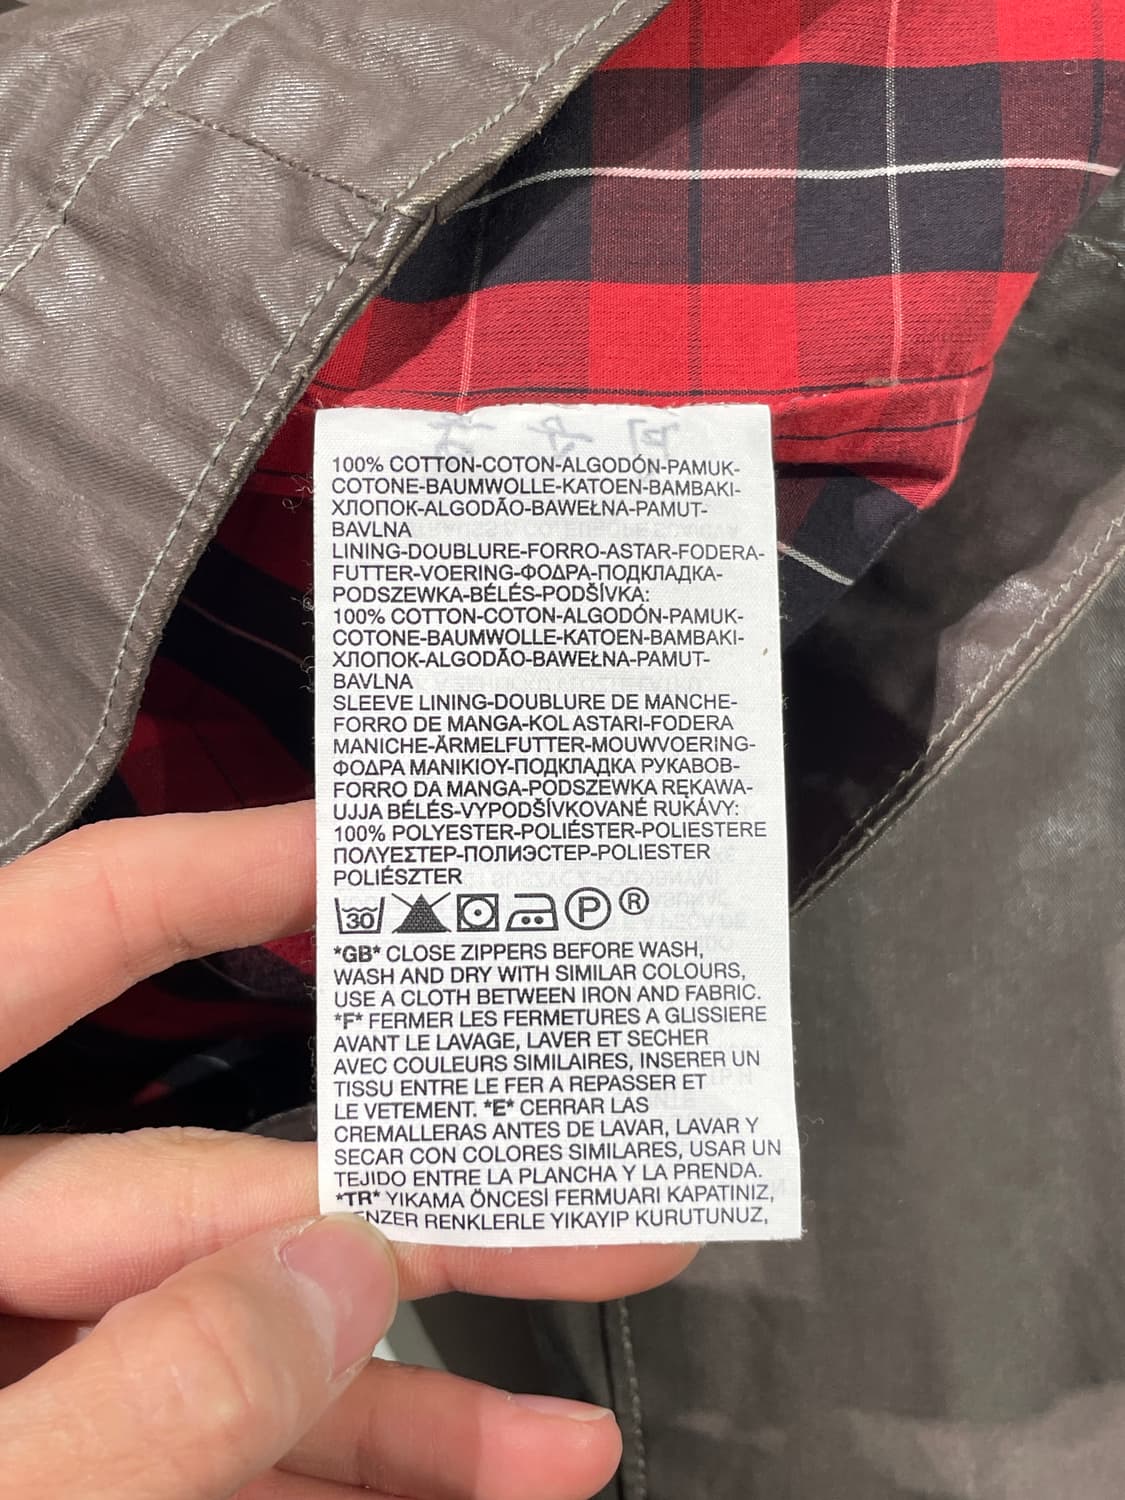 100% COTTON-COTON-ALGODÓN-PAMUK-
COTONE-BAUMWOLLE-KATOEN-BAMBAKI-
ХЛОПОК-ALGODÃO-BAWEŁNA-PAMUT-
BAVLNA
LINING-DOUBLURE-FORRO-ASTAR-FODERA-
FUTTER-VOERING-ΦΟΔΡΑ-ПОДКЛАДКА-
PODSZEWKA-BÉLÉS-PODŠÍVKA:
100% COTTON-COTON-ALGODÓN-PAMUK-
COTONE-BAUMWOLLE-KATOEN-BAMBAKI-
ХЛОПОК-ALGODÃO-BAWEŁNA-PAMUT-
BAVLNA
SLEEVE LINING-DOUBLURE DE MANCHE-
FORRO DE MANGA-KOL ASTARI-FODERA
MANICHE-ÄRMELFUTTER-MOUWVOERING-
ΦΟΔΡΑ ΜΑΝΙΚΙΟΥ-ПОДКЛАДКА РУКАВОВ-
FORRO DA MANGA-PODSZEWKA RĘKAWA-
UJJA BÉLÉS-VYPODŠÍVKOVANÉ RUKÁVY:
100% POLYESTER-POLIÉSTER-POLIESTERE
ΠΟΛΥΕΣΤΕΡ-ПОЛИЭСТЕР-POLIESTER
POLIÉSZTER
30 P ®
*GB* CLOSE ZIPPERS BEFORE WASH,
WASH AND DRY WITH SIMILAR COLOURS,
USE A CLOTH BETWEEN IRON AND FABRIC.
*F* FERMER LES FERMETURES A GLISSIERE
AVANT LE LAVAGE, LAVER ET SECHER
AVEC COULEURS SIMILAIRES, INSERER UN
TISSU ENTRE LE FER A REPASSER ET
LE VETEMENT. *E* CERRAR LAS
CREMALLERAS ANTES DE LAVAR, LAVAR Y
SECAR CON COLORES SIMILARES, USAR UN
TEJIDO ENTRE LA PLANCHA Y LA PRENDA.
*TR* YIKAMA ÖNCESİ FERMUARI KAPATINIZ,
RENKLERLE YIKAYIP KURUTUNUZ,